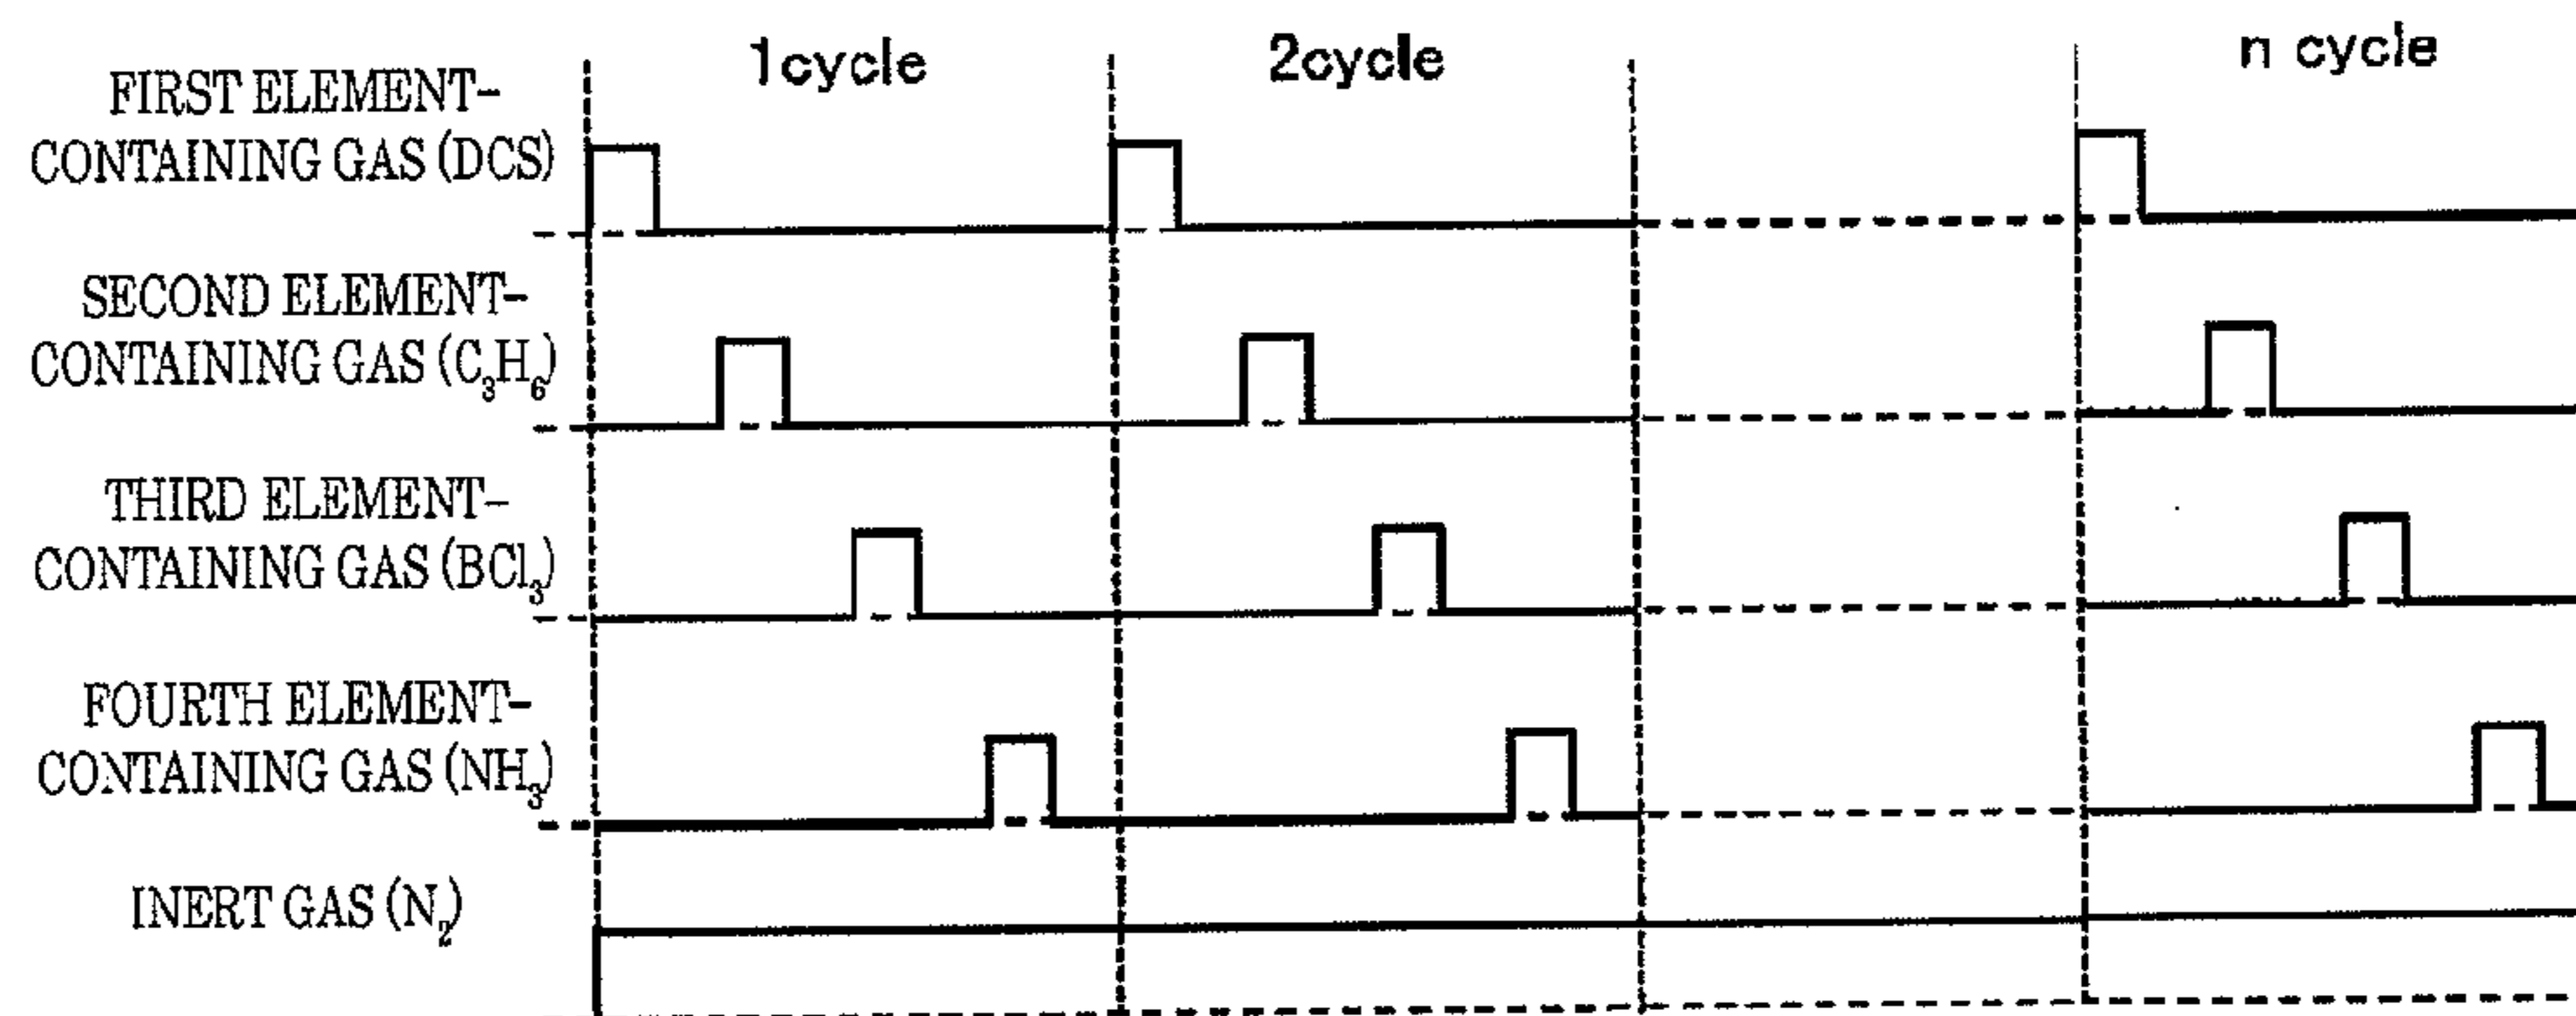 1cycle 2cycle n cycle
FIRST ELEMENT-
CONTAINING GAS (DCS)
SECOND ELEMENT-
CONTAINING GAS (C₃H₆)
THIRD ELEMENT-
CONTAINING GAS (BCl₃)
FOURTH ELEMENT-
CONTAINING GAS (NH₃)
INERT GAS (N₂)